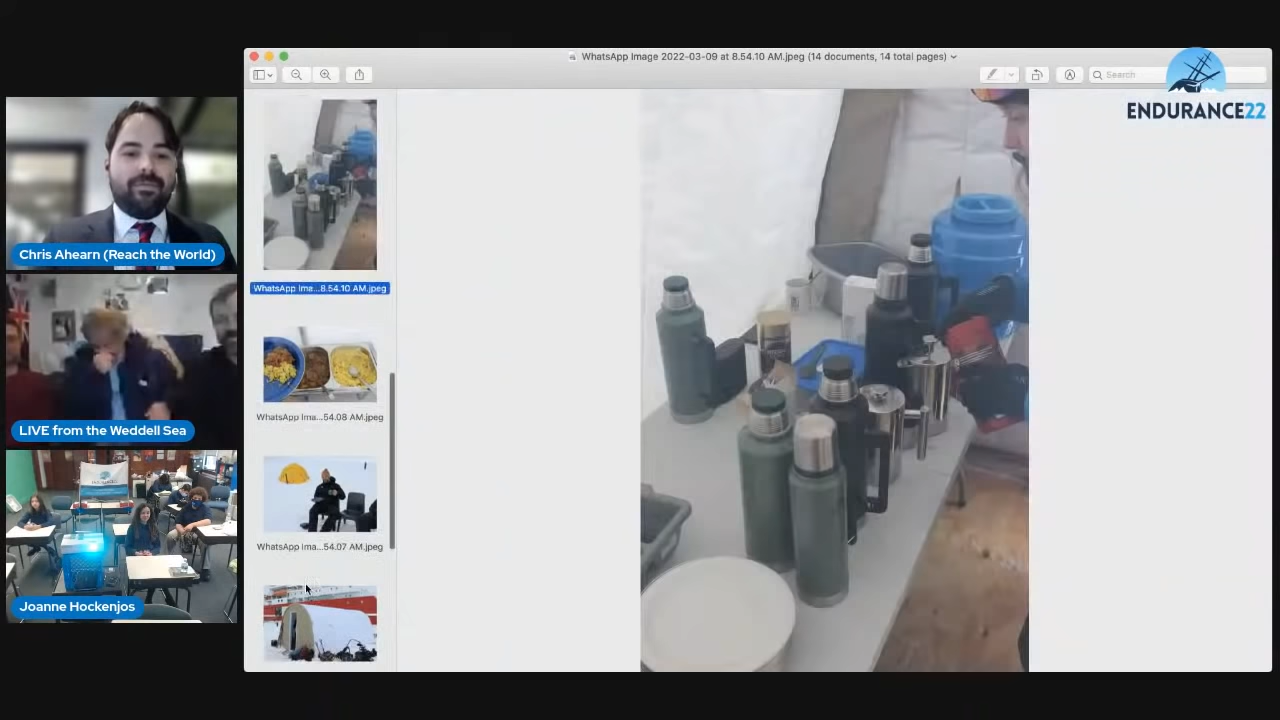 WhatsApp Image 2022-03-09 at 8.54.10 AM.jpeg (14 documents, 14 total pages)
Search
ENDURANCE22
Chris Ahearn (Reach the World)
LIVE from the Weddell Sea
Joanne Hockenjos
WhatsApp Ima...8.54.10 AM.jpeg
WhatsApp Ima...54.08 AM.jpeg
WhatsApp Ima...54.07 AM.jpeg